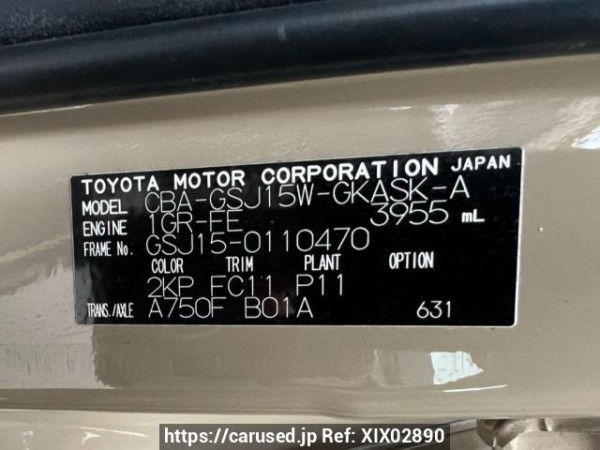 TOYOTA MOTOR CORPORATION JAPAN
MODEL CBA-GSJ15W-GKASK-A
ENGINE 1GR-FE 3955 mL
FRAME No. GSJ15-0110470
COLOR TRIM PLANT OPTION
2KP FC11 P11
TRANS./AXLE A750F B01A 631
https://carused.jp Ref: XIX02890